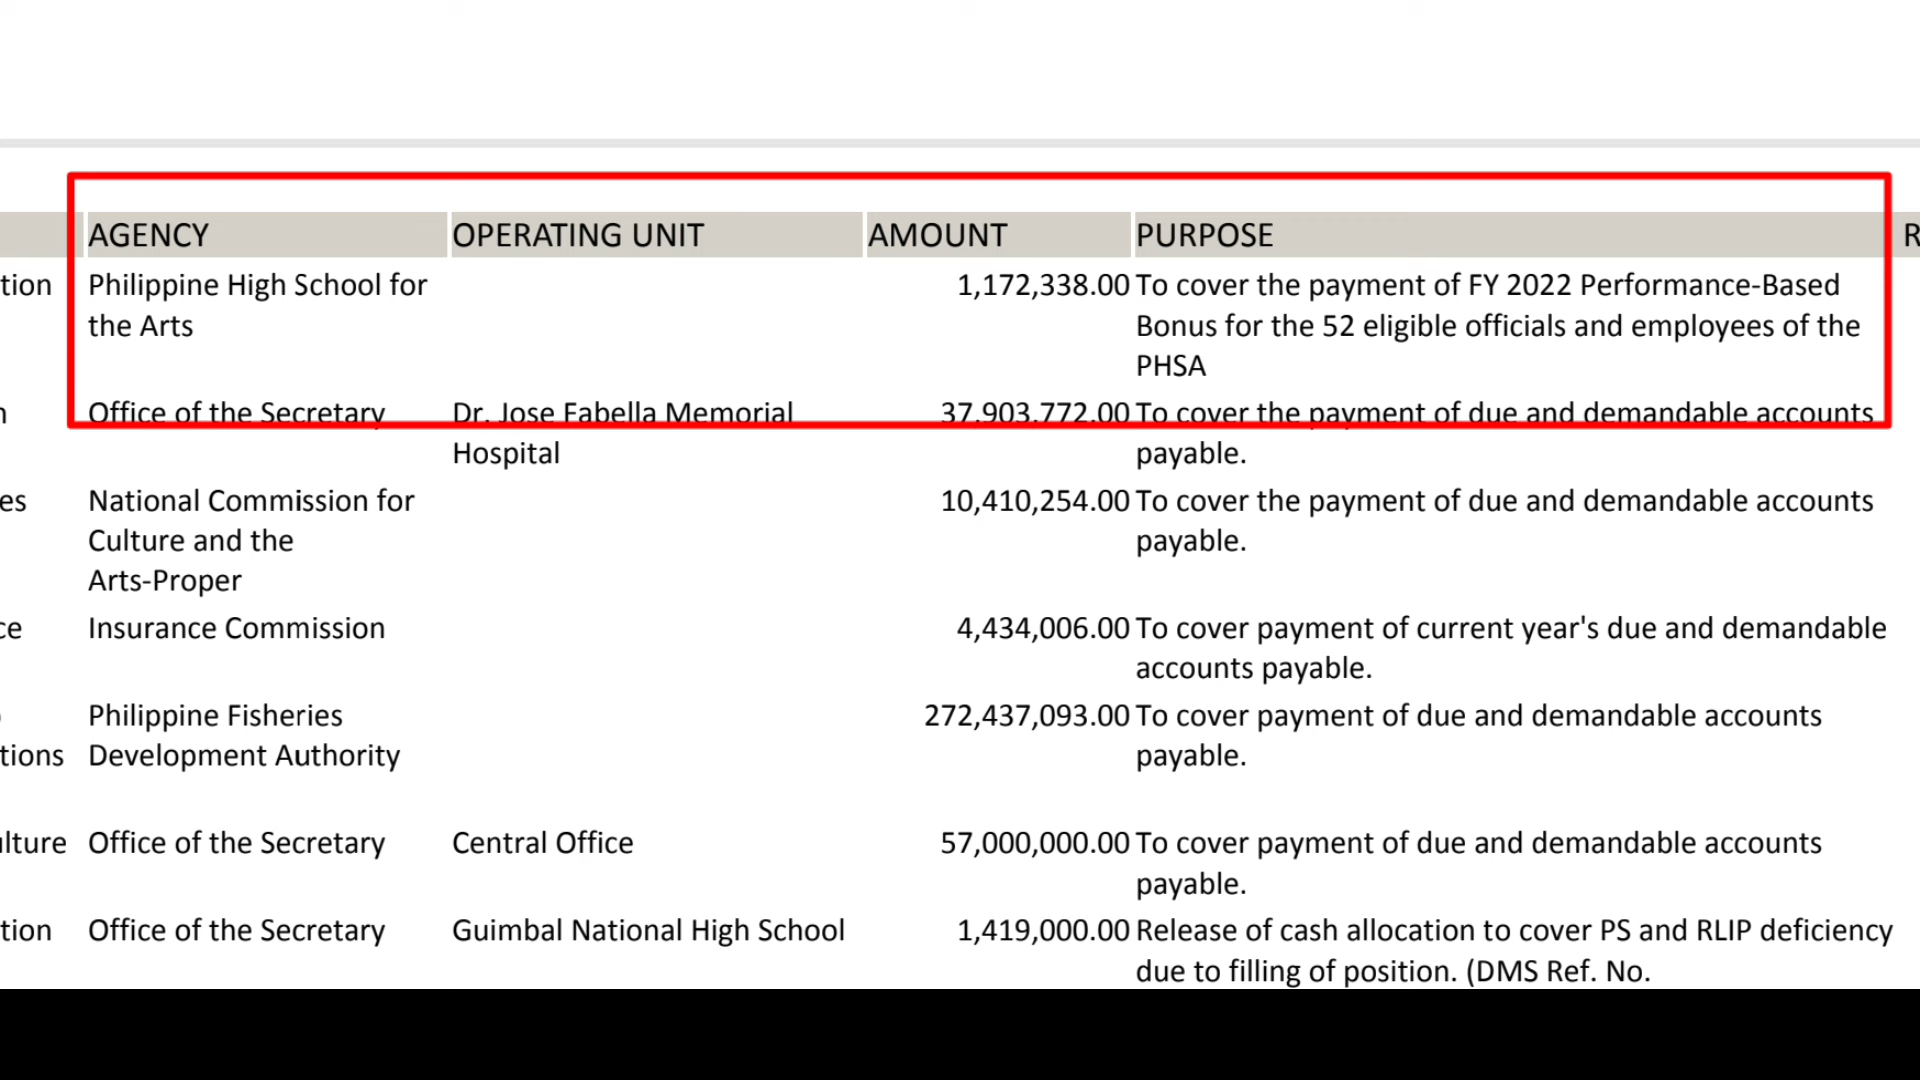 AGENCY OPERATING UNIT AMOUNT PURPOSE R
tion Philippine High School for 1,172,338.00 To cover the payment of FY 2022 Performance-Based
the Arts Bonus for the 52 eligible officials and employees of the
PHSA
n Office of the Secretary Dr. Jose Fabella Memorial 37,903,772.00 To cover the payment of due and demandable accounts
Hospital payable.
es National Commission for 10,410,254.00 To cover the payment of due and demandable accounts
Culture and the payable.
Arts-Proper
ce Insurance Commission 4,434,006.00 To cover payment of current year's due and demandable
accounts payable.
Philippine Fisheries 272,437,093.00 To cover payment of due and demandable accounts
tions Development Authority payable.
lture Office of the Secretary Central Office 57,000,000.00 To cover payment of due and demandable accounts
payable.
tion Office of the Secretary Guimbal National High School 1,419,000.00 Release of cash allocation to cover PS and RLIP deficiency
due to filling of position. (DMS Ref. No.